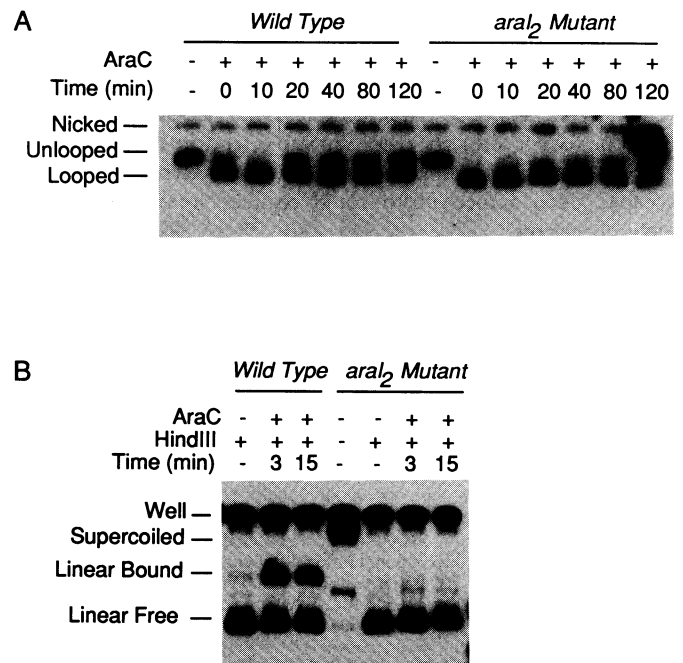 A
Wild Type araI2 Mutant
AraC - + + + + + + - + + + + + +
Time (min) - 0 10 20 40 80 120 - 0 10 20 40 80 120
Nicked
Unlooped
Looped
B
Wild Type araI2 Mutant
AraC - + + - - + +
HindIII + + + - + + +
Time (min) - 3 15 - - 3 15
Well
Supercoiled
Linear Bound
Linear Free